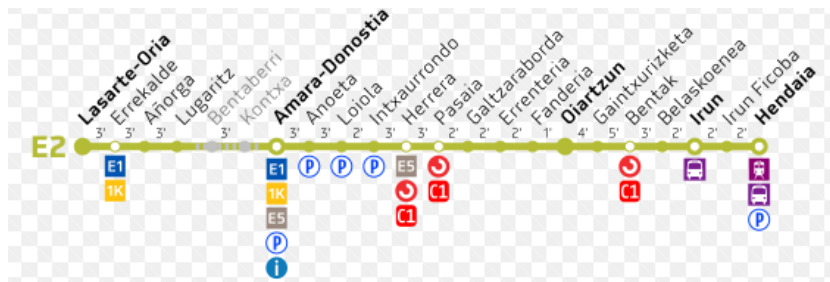 Lasarte-Oria
Errekalde
Añorga
Lugaritz
Bentaberri
Kontxa
Amara-Donostia
Anoeta
Loiola
Intxaurrondo
Herrera
Pasaia
Galtzaraborda
Errenteria
Fanderia
Oiartzun
Gaintxurizketa
Bentak
Belaskoenea
Irun
Irun Ficoba
Hendaia
E2 3' 3' 3' 3' 3' 3' 2' 3' 3' 2' 2' 2' 1' 4' 5' 3' 2' 2' 2'
E1 E1 P P P E5
1K 1K C1 C1
E5 C1
P P
i